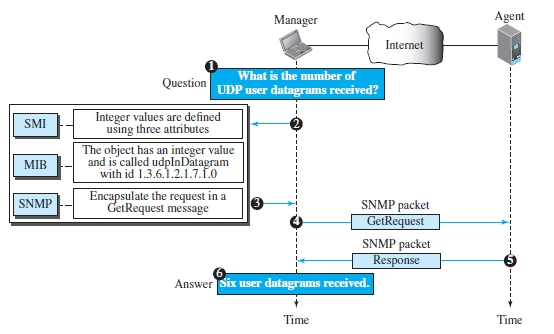 Manager
Agent
Internet
1
Question
What is the number of
UDP user datagrams received?
SMI
Integer values are defined
using three attributes
2
MIB
The object has an integer value
and is called udpInDatagram
with id 1.3.6.1.2.1.7.1.0
SNMP
Encapsulate the request in a
GetRequest message
3
SNMP packet
4
GetRequest
SNMP packet
Response
5
6
Answer
Six user datagrams received.
Time
Time